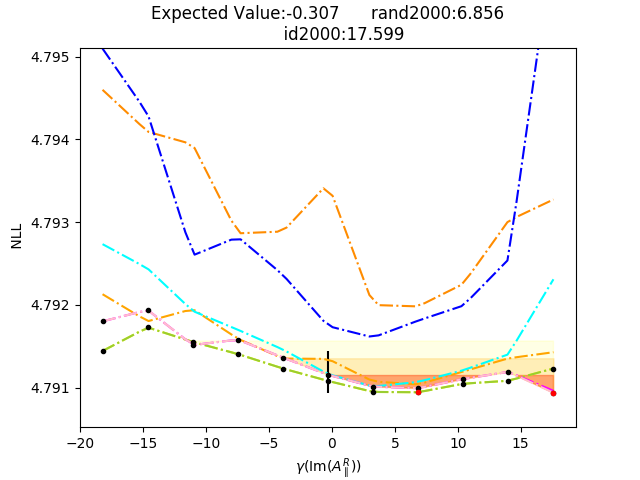 Expected Value:-0.307 rand2000:6.856
id2000:17.599
4.795
4.794
4.793
4.792
4.791
NLL
−20 −15 −10 −5 0 5 10 15
γ(Im(A^R_∥))